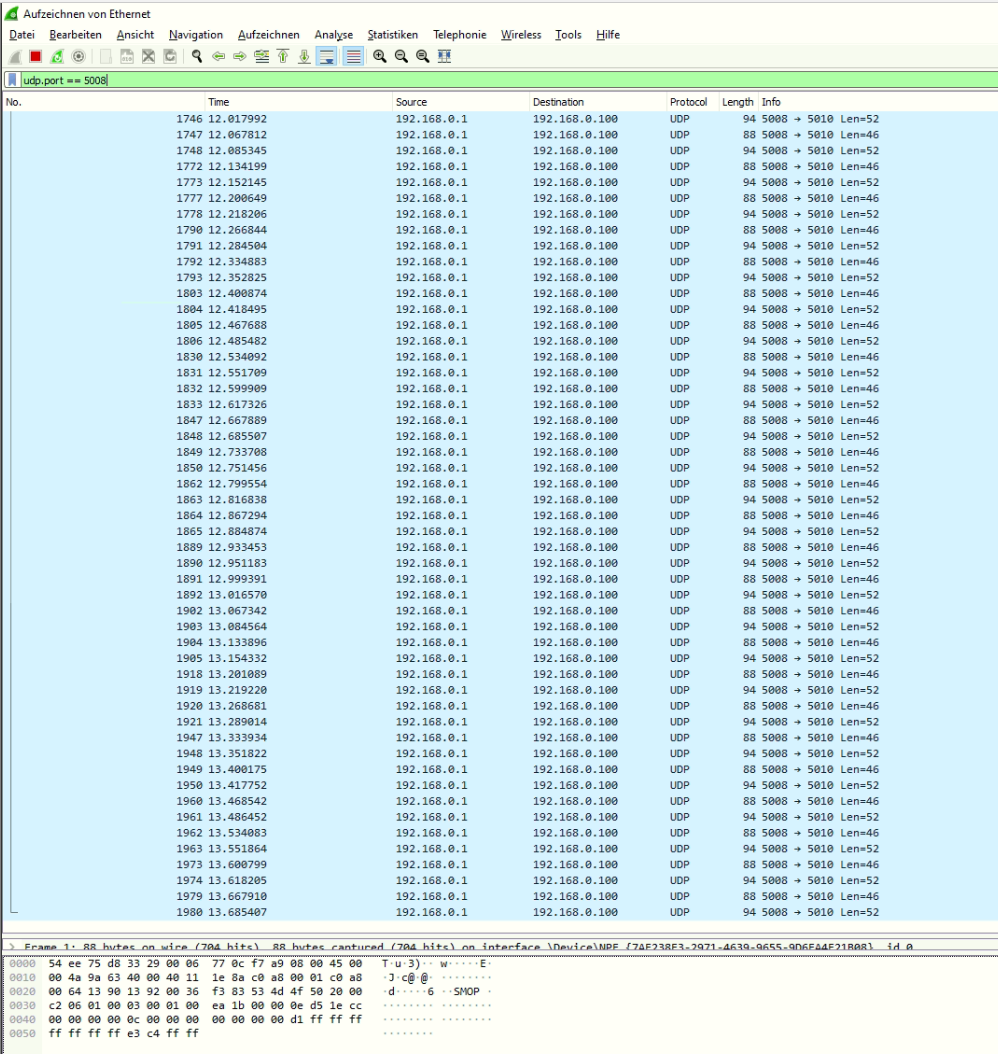 Aufzeichnen von Ethernet
Datei Bearbeiten Ansicht Navigation Aufzeichnen Analyse Statistiken Telephonie Wireless Tools Hilfe
udp.port == 5008
No. Time Source Destination Protocol Length Info
1746 12.017992 192.168.0.1 192.168.0.100 UDP 94 5008 → 5010 Len=52
1747 12.067812 192.168.0.1 192.168.0.100 UDP 88 5008 → 5010 Len=46
1748 12.085345 192.168.0.1 192.168.0.100 UDP 94 5008 → 5010 Len=52
1772 12.134199 192.168.0.1 192.168.0.100 UDP 88 5008 → 5010 Len=46
1773 12.152145 192.168.0.1 192.168.0.100 UDP 94 5008 → 5010 Len=52
1777 12.200649 192.168.0.1 192.168.0.100 UDP 88 5008 → 5010 Len=46
1778 12.218206 192.168.0.1 192.168.0.100 UDP 94 5008 → 5010 Len=52
1790 12.266844 192.168.0.1 192.168.0.100 UDP 88 5008 → 5010 Len=46
1791 12.284504 192.168.0.1 192.168.0.100 UDP 94 5008 → 5010 Len=52
1792 12.334883 192.168.0.1 192.168.0.100 UDP 88 5008 → 5010 Len=46
1793 12.352825 192.168.0.1 192.168.0.100 UDP 94 5008 → 5010 Len=52
1803 12.400874 192.168.0.1 192.168.0.100 UDP 88 5008 → 5010 Len=46
1804 12.418495 192.168.0.1 192.168.0.100 UDP 94 5008 → 5010 Len=52
1805 12.467688 192.168.0.1 192.168.0.100 UDP 88 5008 → 5010 Len=46
1806 12.485482 192.168.0.1 192.168.0.100 UDP 94 5008 → 5010 Len=52
1830 12.534092 192.168.0.1 192.168.0.100 UDP 88 5008 → 5010 Len=46
1831 12.551709 192.168.0.1 192.168.0.100 UDP 94 5008 → 5010 Len=52
1832 12.599909 192.168.0.1 192.168.0.100 UDP 88 5008 → 5010 Len=46
1833 12.617326 192.168.0.1 192.168.0.100 UDP 94 5008 → 5010 Len=52
1847 12.667889 192.168.0.1 192.168.0.100 UDP 88 5008 → 5010 Len=46
1848 12.685507 192.168.0.1 192.168.0.100 UDP 94 5008 → 5010 Len=52
1849 12.733708 192.168.0.1 192.168.0.100 UDP 88 5008 → 5010 Len=46
1850 12.751456 192.168.0.1 192.168.0.100 UDP 94 5008 → 5010 Len=52
1862 12.799554 192.168.0.1 192.168.0.100 UDP 88 5008 → 5010 Len=46
1863 12.816838 192.168.0.1 192.168.0.100 UDP 94 5008 → 5010 Len=52
1864 12.867294 192.168.0.1 192.168.0.100 UDP 88 5008 → 5010 Len=46
1865 12.884874 192.168.0.1 192.168.0.100 UDP 94 5008 → 5010 Len=52
1889 12.933453 192.168.0.1 192.168.0.100 UDP 88 5008 → 5010 Len=46
1890 12.951183 192.168.0.1 192.168.0.100 UDP 94 5008 → 5010 Len=52
1891 12.999391 192.168.0.1 192.168.0.100 UDP 88 5008 → 5010 Len=46
1892 13.016570 192.168.0.1 192.168.0.100 UDP 94 5008 → 5010 Len=52
1902 13.067342 192.168.0.1 192.168.0.100 UDP 88 5008 → 5010 Len=46
1903 13.084564 192.168.0.1 192.168.0.100 UDP 94 5008 → 5010 Len=52
1904 13.133896 192.168.0.1 192.168.0.100 UDP 88 5008 → 5010 Len=46
1905 13.154332 192.168.0.1 192.168.0.100 UDP 94 5008 → 5010 Len=52
1918 13.201089 192.168.0.1 192.168.0.100 UDP 88 5008 → 5010 Len=46
1919 13.219220 192.168.0.1 192.168.0.100 UDP 94 5008 → 5010 Len=52
1920 13.268681 192.168.0.1 192.168.0.100 UDP 88 5008 → 5010 Len=46
1921 13.289014 192.168.0.1 192.168.0.100 UDP 94 5008 → 5010 Len=52
1947 13.333934 192.168.0.1 192.168.0.100 UDP 88 5008 → 5010 Len=46
1948 13.351822 192.168.0.1 192.168.0.100 UDP 94 5008 → 5010 Len=52
1949 13.400175 192.168.0.1 192.168.0.100 UDP 88 5008 → 5010 Len=46
1950 13.417752 192.168.0.1 192.168.0.100 UDP 94 5008 → 5010 Len=52
1960 13.468542 192.168.0.1 192.168.0.100 UDP 88 5008 → 5010 Len=46
1961 13.486452 192.168.0.1 192.168.0.100 UDP 94 5008 → 5010 Len=52
1962 13.534083 192.168.0.1 192.168.0.100 UDP 88 5008 → 5010 Len=46
1963 13.551864 192.168.0.1 192.168.0.100 UDP 94 5008 → 5010 Len=52
1973 13.600799 192.168.0.1 192.168.0.100 UDP 88 5008 → 5010 Len=46
1974 13.618205 192.168.0.1 192.168.0.100 UDP 94 5008 → 5010 Len=52
1979 13.667910 192.168.0.1 192.168.0.100 UDP 88 5008 → 5010 Len=46
1980 13.685407 192.168.0.1 192.168.0.100 UDP 94 5008 → 5010 Len=52
> Frame 1: 88 bytes on wire (704 bits), 88 bytes captured (704 bits) on interface \Device\NPF_{7AF238F3-2971-4639-9655-9D6FA4F21B08}, id 0
0000 54 ee 75 d8 33 29 00 06 77 0c f7 a9 08 00 45 00 T·u·3)·· w·····E·
0010 00 4a 9a 63 40 00 40 11 1e 8a c0 a8 00 01 c0 a8 ·J·c@·@· ········
0020 00 64 13 90 13 92 00 36 f3 83 53 4d 4f 50 20 00 ·d·····6 ··SMOP ·
0030 c2 06 01 00 03 00 01 00 ea 1b 00 00 0e d5 1e cc ········ ········
0040 00 00 00 00 0c 00 00 00 00 00 00 00 d1 ff ff ff ········ ········
0050 ff ff ff ff e3 c4 ff ff ········